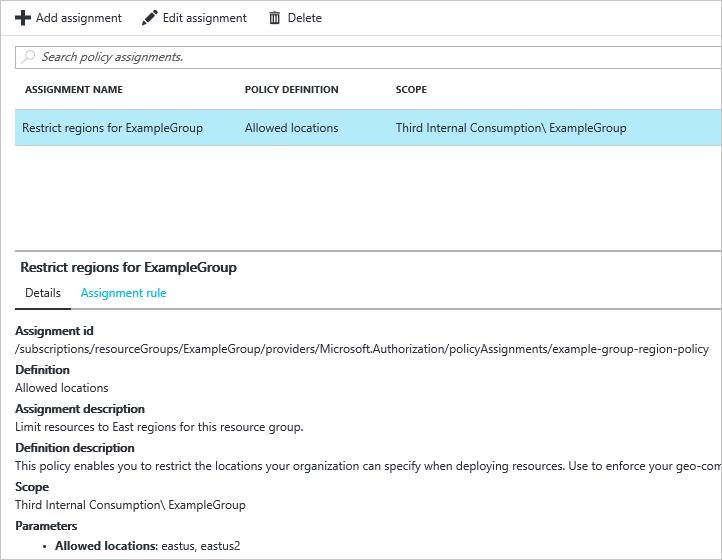 Add assignment Edit assignment Delete
Search policy assignments.
ASSIGNMENT NAME POLICY DEFINITION SCOPE
Restrict regions for ExampleGroup Allowed locations Third Internal Consumption\ ExampleGroup
Restrict regions for ExampleGroup
Details Assignment rule
Assignment id
/subscriptions/resourceGroups/ExampleGroup/providers/Microsoft.Authorization/policyAssignments/example-group-region-policy
Definition
Allowed locations
Assignment description
Limit resources to East regions for this resource group.
Definition description
This policy enables you to restrict the locations your organization can specify when deploying resources. Use to enforce your geo-com
Scope
Third Internal Consumption\ ExampleGroup
Parameters
• Allowed locations: eastus, eastus2